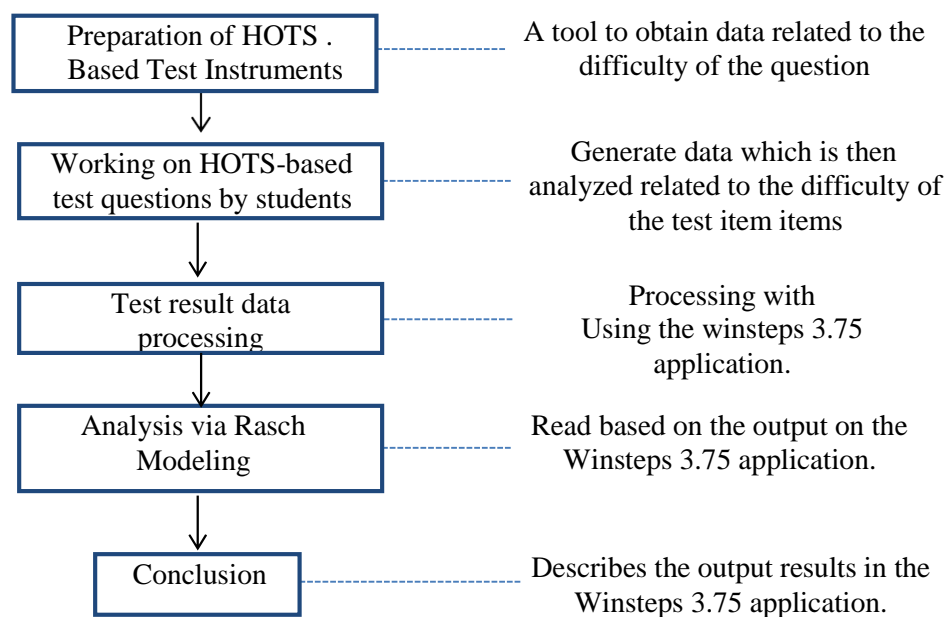 Preparation of HOTS .
Based Test Instruments
A tool to obtain data related to the
difficulty of the question
Working on HOTS-based
test questions by students
Generate data which is then
analyzed related to the difficulty of
the test item items
Test result data
processing
Processing with
Using the winsteps 3.75
application.
Analysis via Rasch
Modeling
Read based on the output on the
Winsteps 3.75 application.
Conclusion
Describes the output results in the
Winsteps 3.75 application.